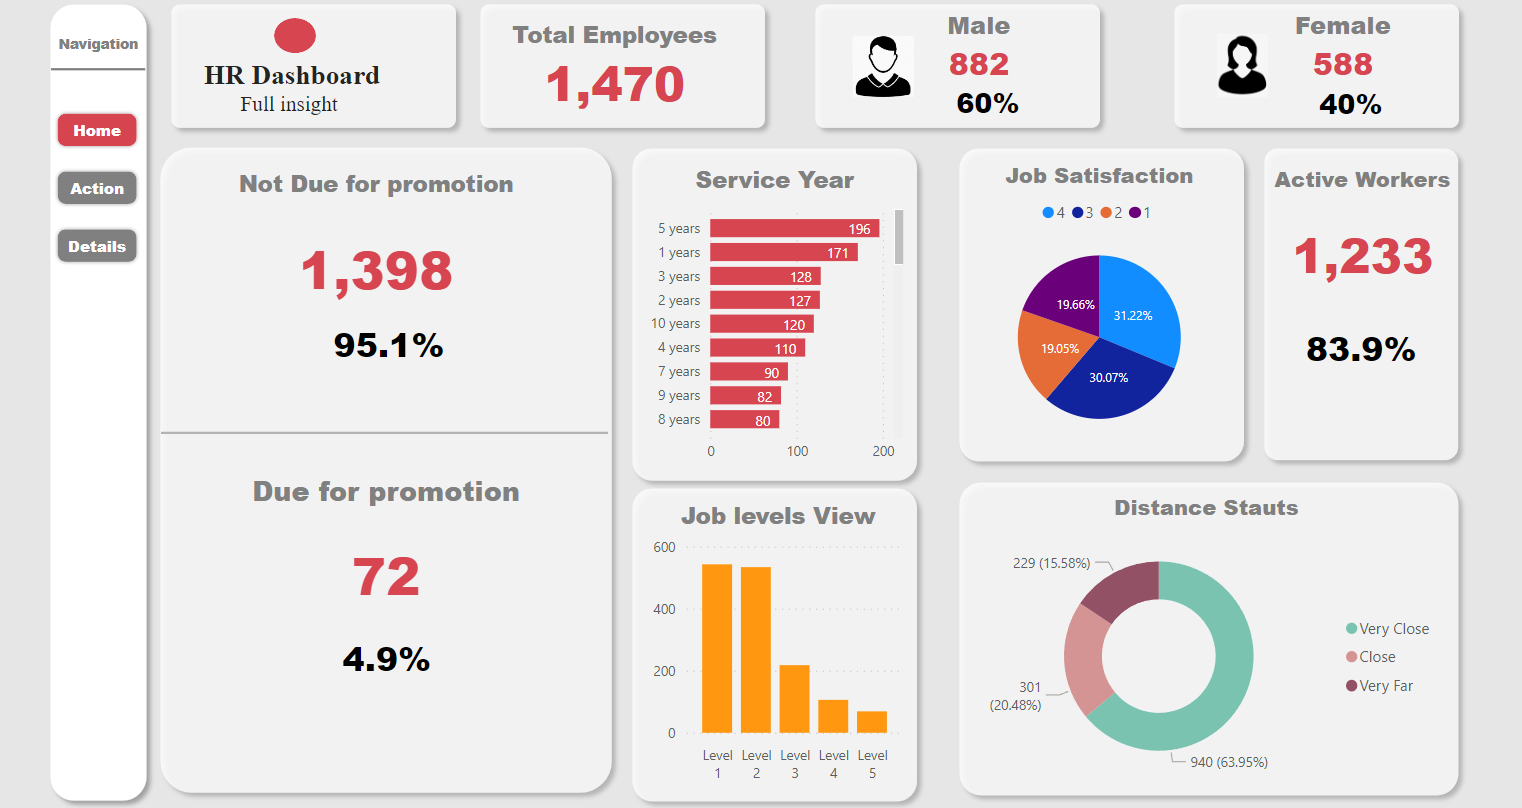 Navigation
Home
Action
Details
HR Dashboard
Full insight
Total Employees
1,470
Male
882
60%
Female
588
40%
Not Due for promotion
1,398
95.1%
Due for promotion
72
4.9%
Service Year
5 years 196
1 years 171
3 years 128
2 years 127
10 years 120
4 years 110
7 years 90
9 years 82
8 years 80
0 100 200
Job levels View
600
400
200
0
Level 1 Level 2 Level 3 Level 4 Level 5
Job Satisfaction
4 3 2 1
31.22%
30.07%
19.05%
19.66%
Active Workers
1,233
83.9%
Distance Stauts
229 (15.58%)
301
(20.48%)
940 (63.95%)
Very Close
Close
Very Far